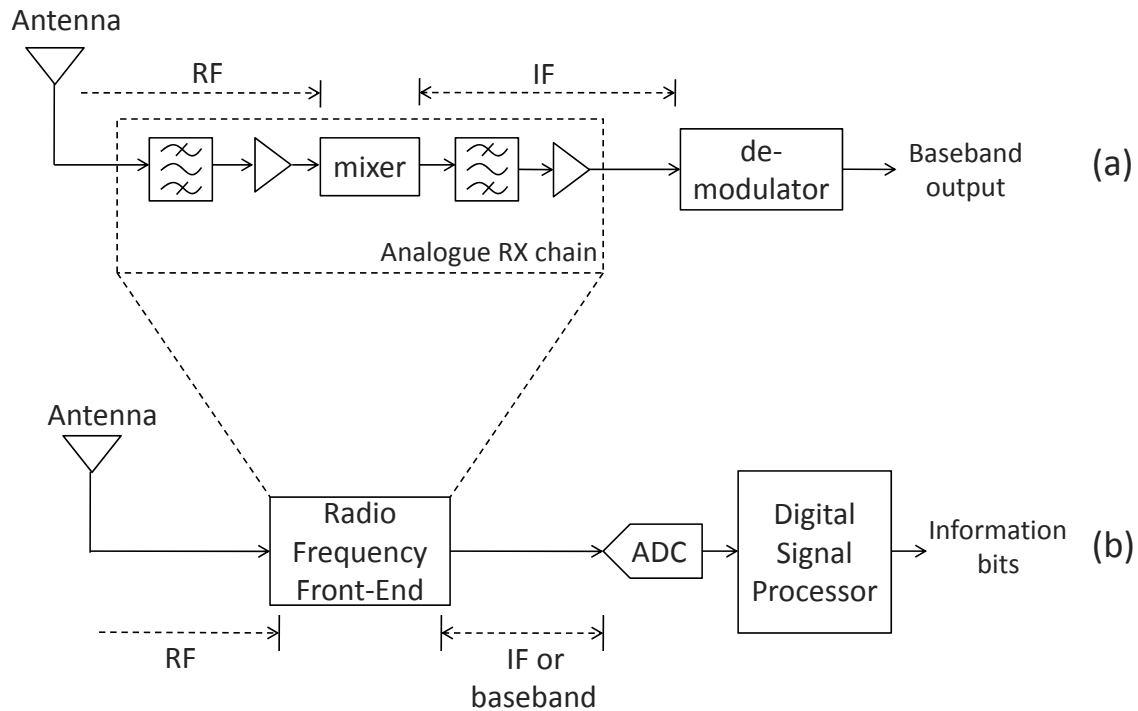 Antenna
RF
IF
mixer
de-
modulator
Baseband
output
(a)
Analogue RX chain
Antenna
Radio
Frequency
Front-End
ADC
Digital
Signal
Processor
Information
bits
(b)
RF
IF or
baseband